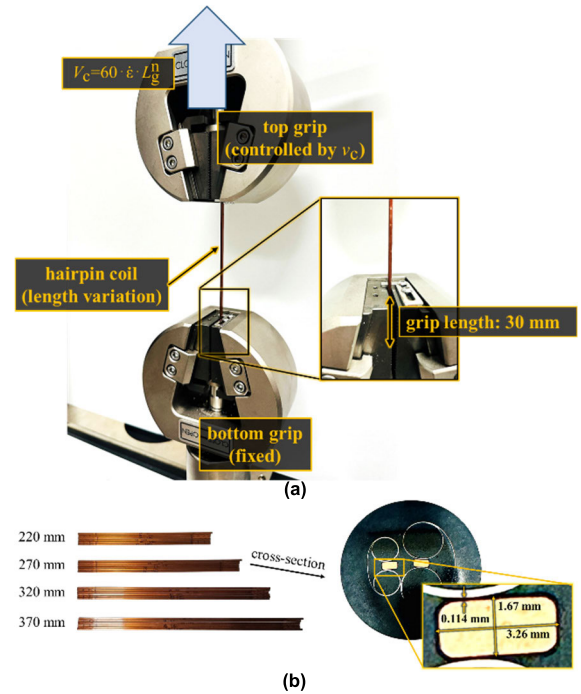 V_c=60·ε̇·L_g^n
CLO
top grip
(controlled by v_c)
hairpin coil
(length variation)
grip length: 30 mm
OPEN
bottom grip
(fixed)
(a)
220 mm
270 mm
320 mm
370 mm
cross-section
1.67 mm
0.114 mm
3.26 mm
(b)